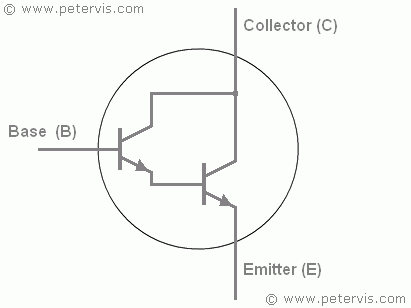 © www.petervis.com
Collector (C)
Base (B)
Emitter (E)
© www.petervis.com